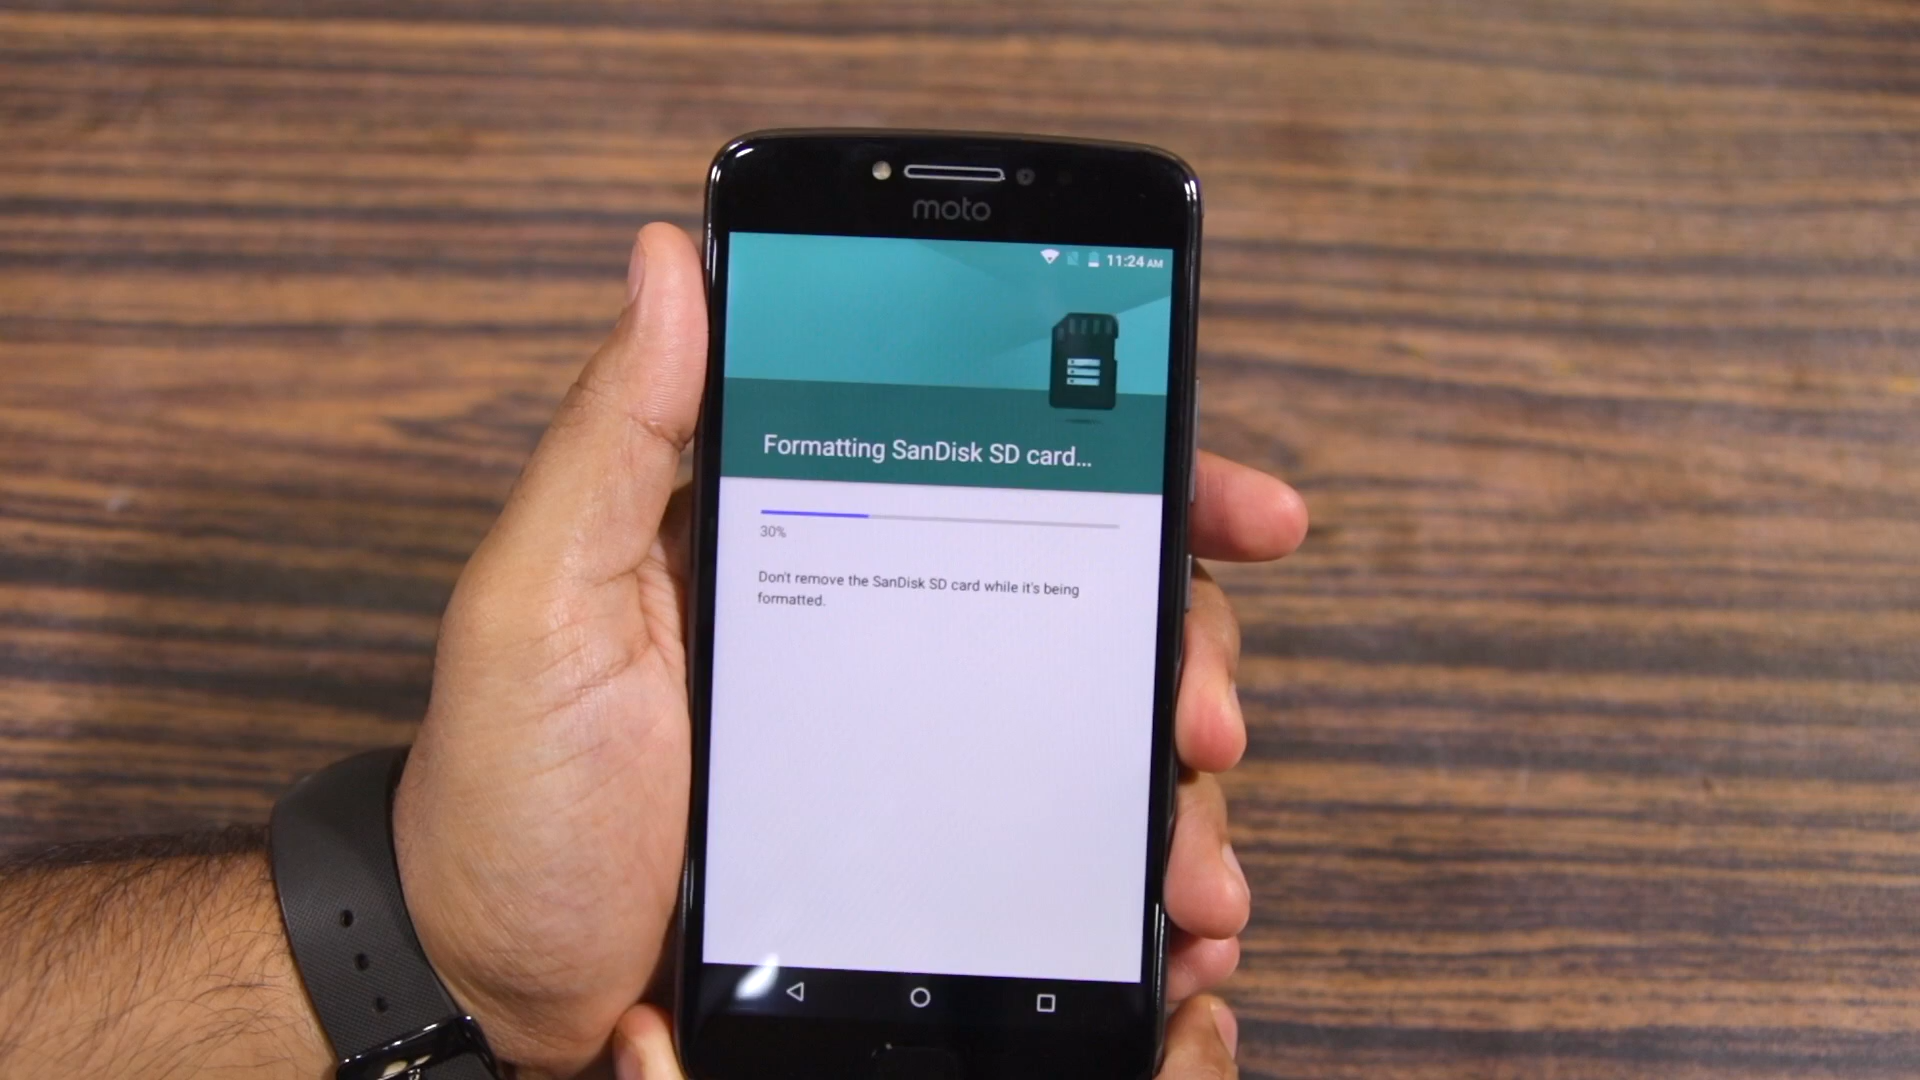 moto
11:24 AM
Formatting SanDisk SD card...
30%
Don't remove the SanDisk SD card while it's being
formatted.